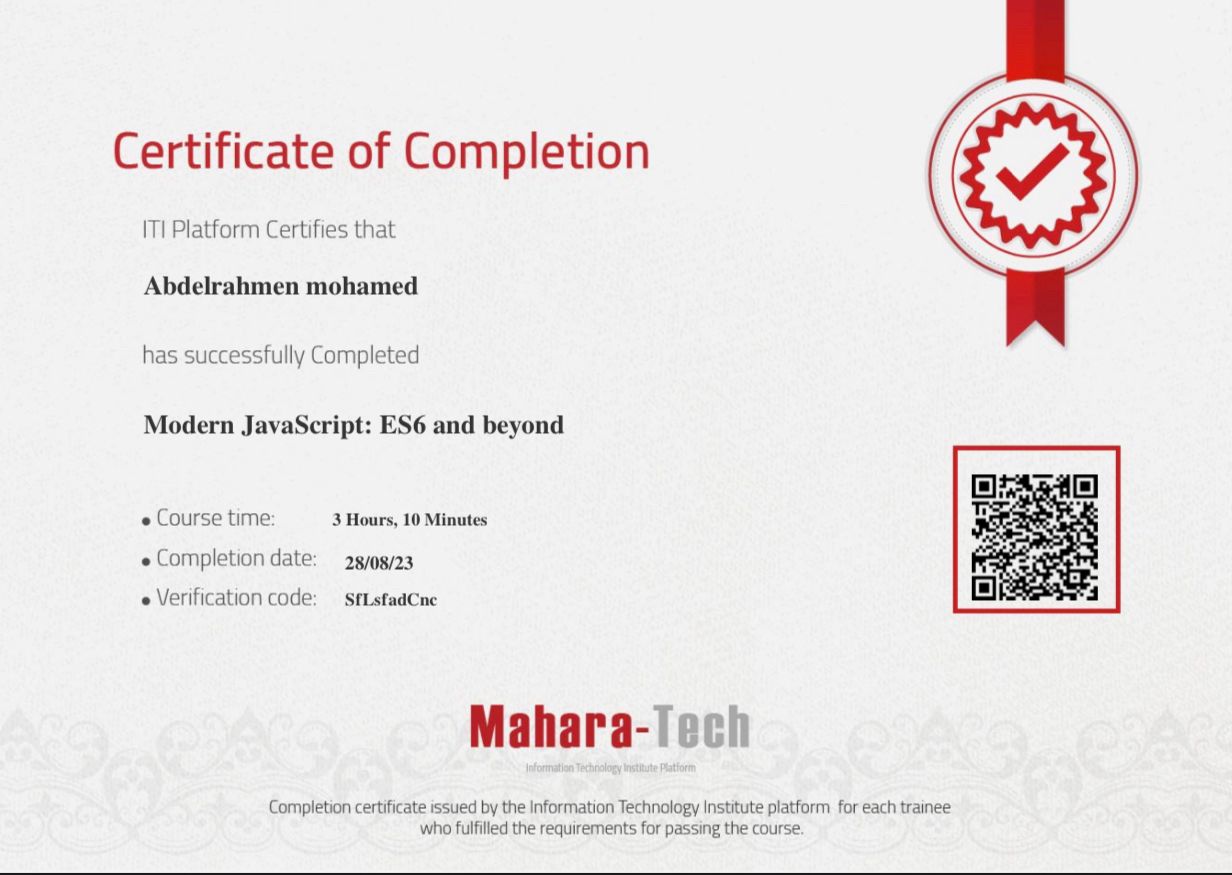 Certificate of Completion
ITI Platform Certifies that
Abdelrahmen mohamed
has successfully Completed
Modern JavaScript: ES6 and beyond
• Course time: 3 Hours, 10 Minutes
• Completion date: 28/08/23
• Verification code: SfLsfadCnc
Mahara-Tech
Information Technology Institute Platform
Completion certificate issued by the Information Technology Institute platform for each trainee
who fulfilled the requirements for passing the course.